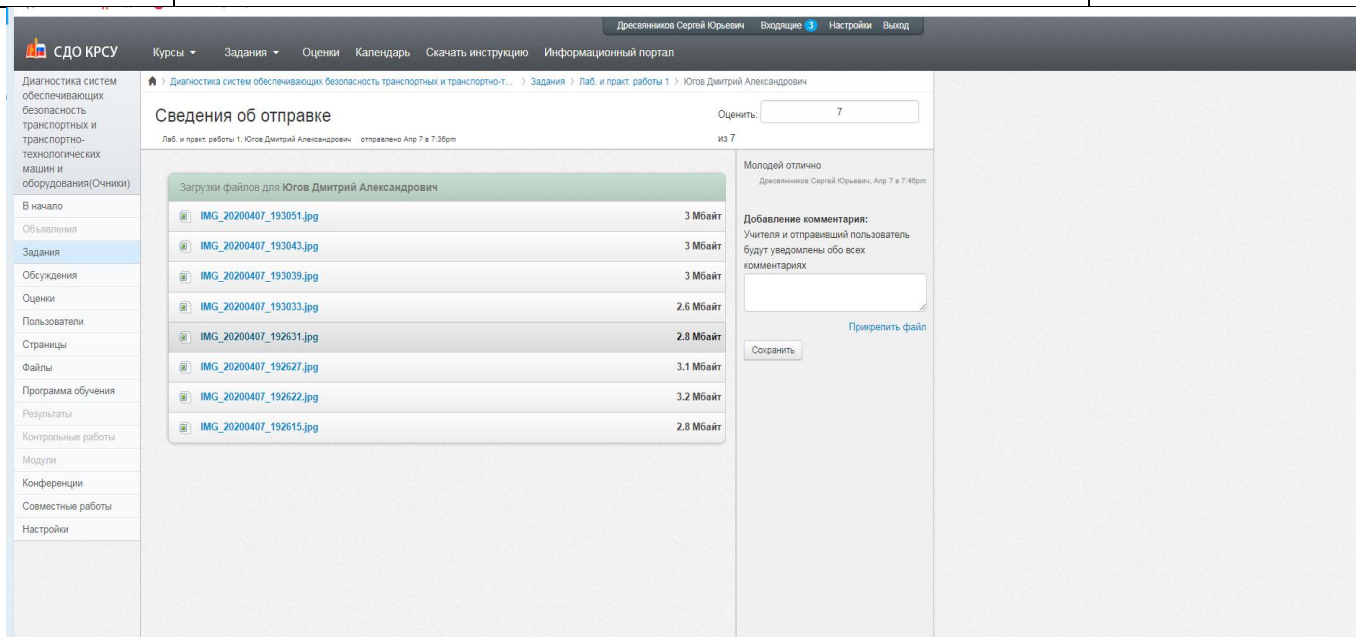 Дресвянников Сергей Юрьевич Входящие 3 Настройки Выход
СДО КРСУ Курсы Задания Оценки Календарь Скачать инструкцию Информационный портал
Диагностика систем
обеспечивающих
безопасность
транспортных и
транспортно-
технологических
машин и
оборудования(Очники)
В начало
Объявления
Задания
Обсуждения
Оценки
Пользователи
Страницы
Файлы
Программа обучения
Результаты
Контрольные работы
Модули
Конференции
Совместные работы
Настройки
Диагностика систем обеспечивающих безопасность транспортных и транспортно-т... > Задания > Лаб. и практ. работы 1 > Югов Дмитрий Александрович
Сведения об отправке
Лаб. и практ. работы 1, Югов Дмитрий Александрович отправлено Апр 7 в 7:36pm
Оценить: 7
из 7
Загрузки файлов для Югов Дмитрий Александрович
IMG_20200407_193051.jpg 3 Мбайт
IMG_20200407_193043.jpg 3 Мбайт
IMG_20200407_193039.jpg 3 Мбайт
IMG_20200407_193033.jpg 2.6 Мбайт
IMG_20200407_192631.jpg 2.8 Мбайт
IMG_20200407_192627.jpg 3.1 Мбайт
IMG_20200407_192622.jpg 3.2 Мбайт
IMG_20200407_192615.jpg 2.8 Мбайт
Молодей отлично
Дресвянников Сергей Юрьевич, Апр 7 в 7:46pm
Добавление комментария:
Учителя и отправивший пользователь
будут уведомлены обо всех
комментариях
Прикрепить файл
Сохранить